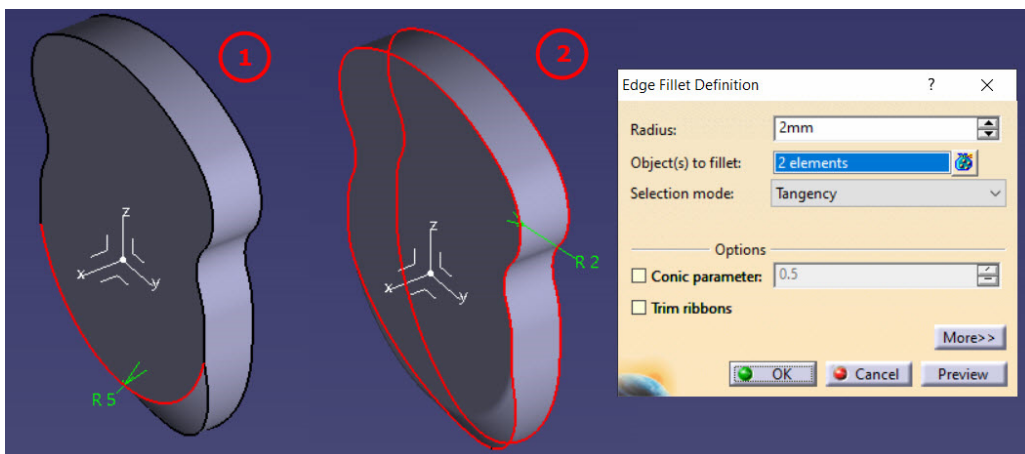 1
2
z
x
y
R 5
z
x
y
R 2
Edge Fillet Definition ? ×
Radius: 2mm
Object(s) to fillet: 2 elements
Selection mode: Tangency
Options
Conic parameter: 0.5
Trim ribbons
More>>
OK Cancel Preview